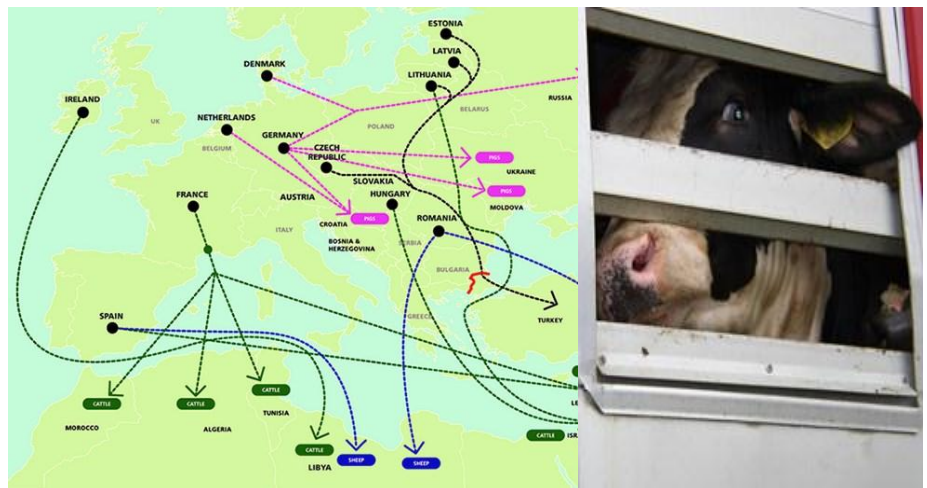 ESTONIA
LATVIA
DENMARK
LITHUANIA
RUSSIA
IRELAND
BELARUS
NETHERLANDS
UK
POLAND
GERMANY
BELGIUM
CZECH
REPUBLIC
PIGS
UKRAINE
SLOVAKIA
FRANCE
AUSTRIA
HUNGARY
PIGS
MOLDOVA
CROATIA
PIGS
ROMANIA
ITALY
BOSNIA &
HERZEGOVINA
SERBIA
BULGARIA
SPAIN
GREECE
TURKEY
CATTLE
CATTLE
CATTLE
LE
TUNISIA
MOROCCO
ALGERIA
CATTLE
ISR
CATTLE
SHEEP
SHEEP
LIBYA